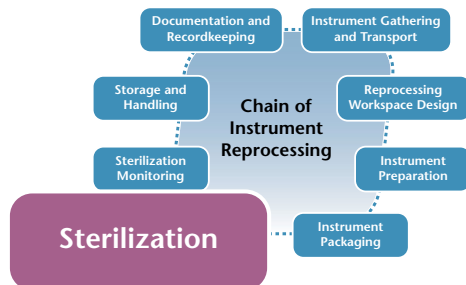 Documentation and
Recordkeeping
Instrument Gathering
and Transport
Storage and
Handling
Chain of
Instrument
Reprocessing
Reprocessing
Workspace Design
Sterilization
Monitoring
Instrument
Preparation
Sterilization
Instrument
Packaging